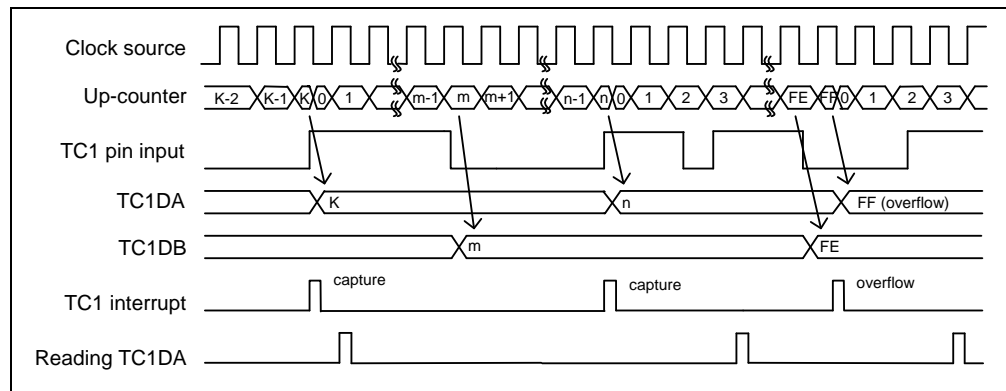 Clock source
Up-counter K-2 K-1 K 0 1 m-1 m m+1 n-1 n 0 1 2 3 FE FF 0 1 2 3
TC1 pin input
TC1DA K n FF (overflow)
TC1DB m FE
TC1 interrupt capture capture overflow
Reading TC1DA